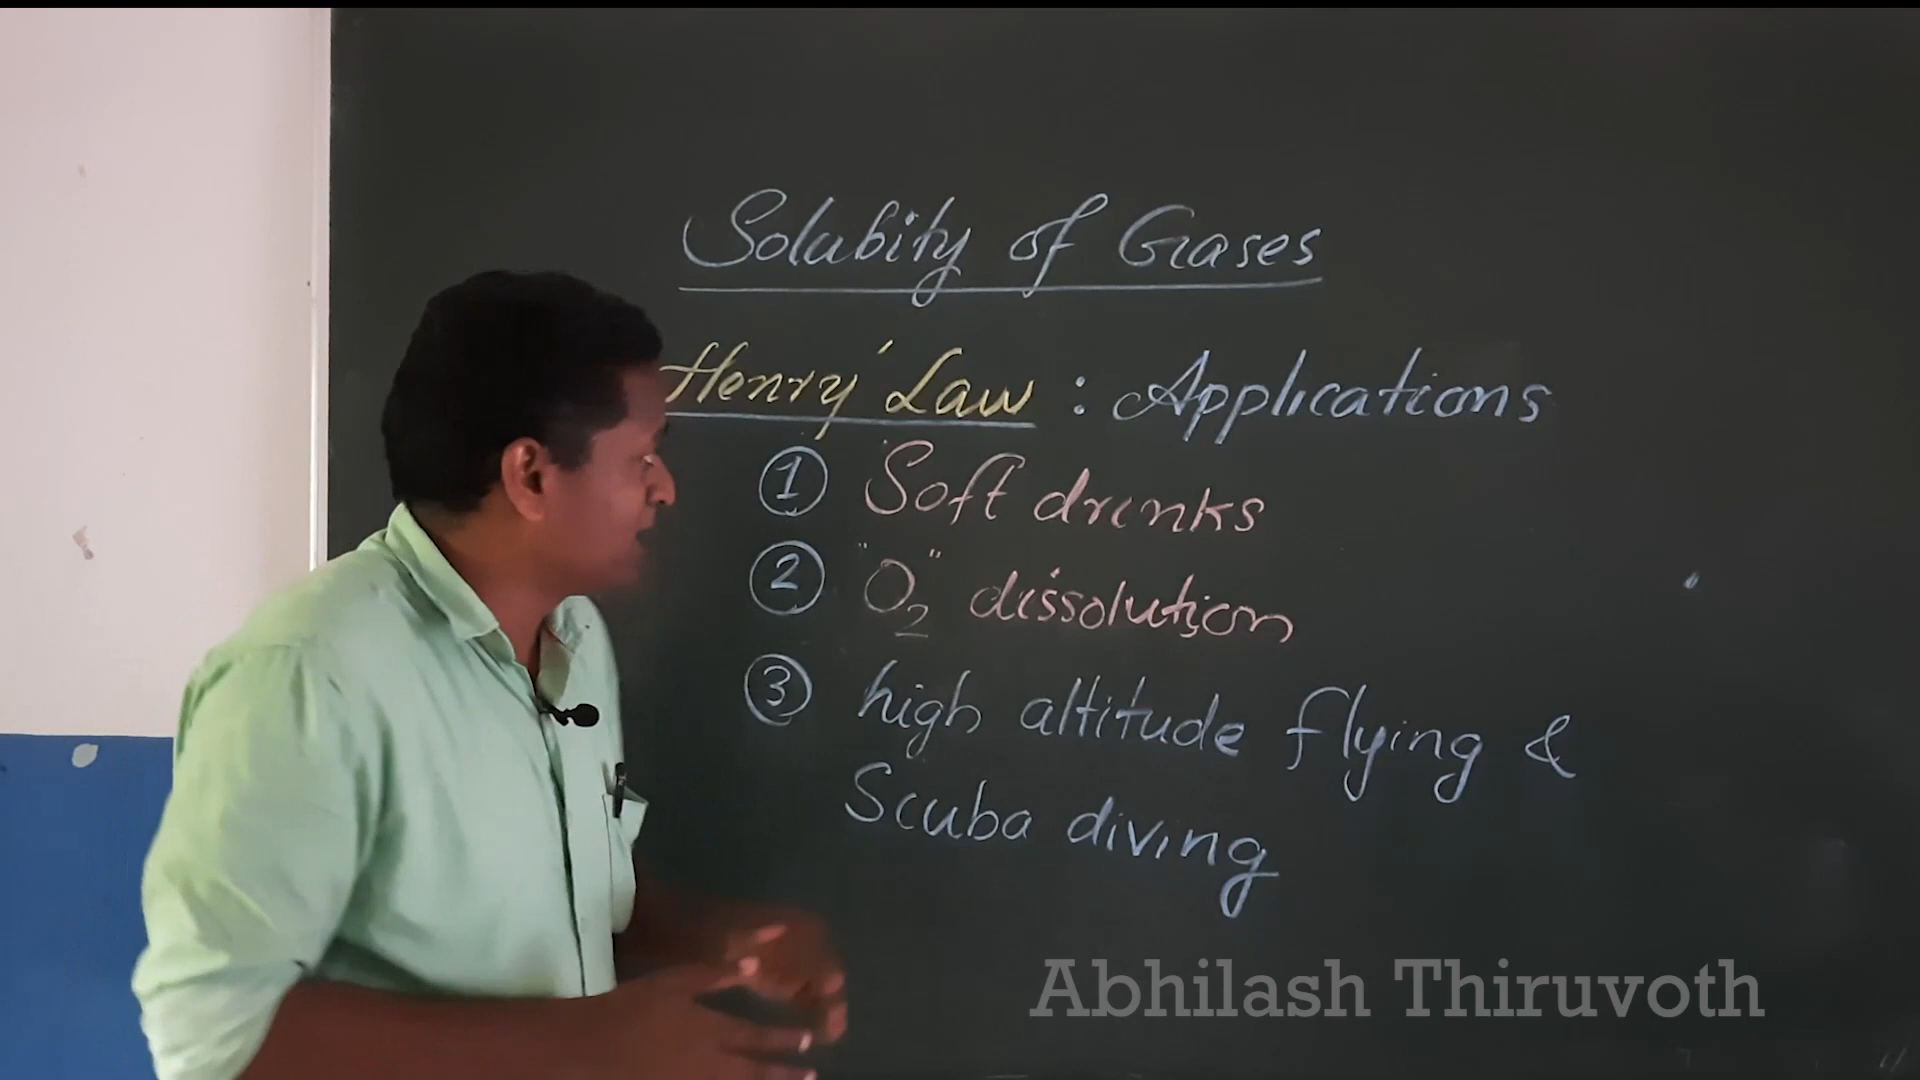 Solubity of Gases
Henry' Law : Applications
① Soft drinks
② "O₂" dissolution
③ high altitude flying &
Scuba diving
Abhilash Thiruvoth